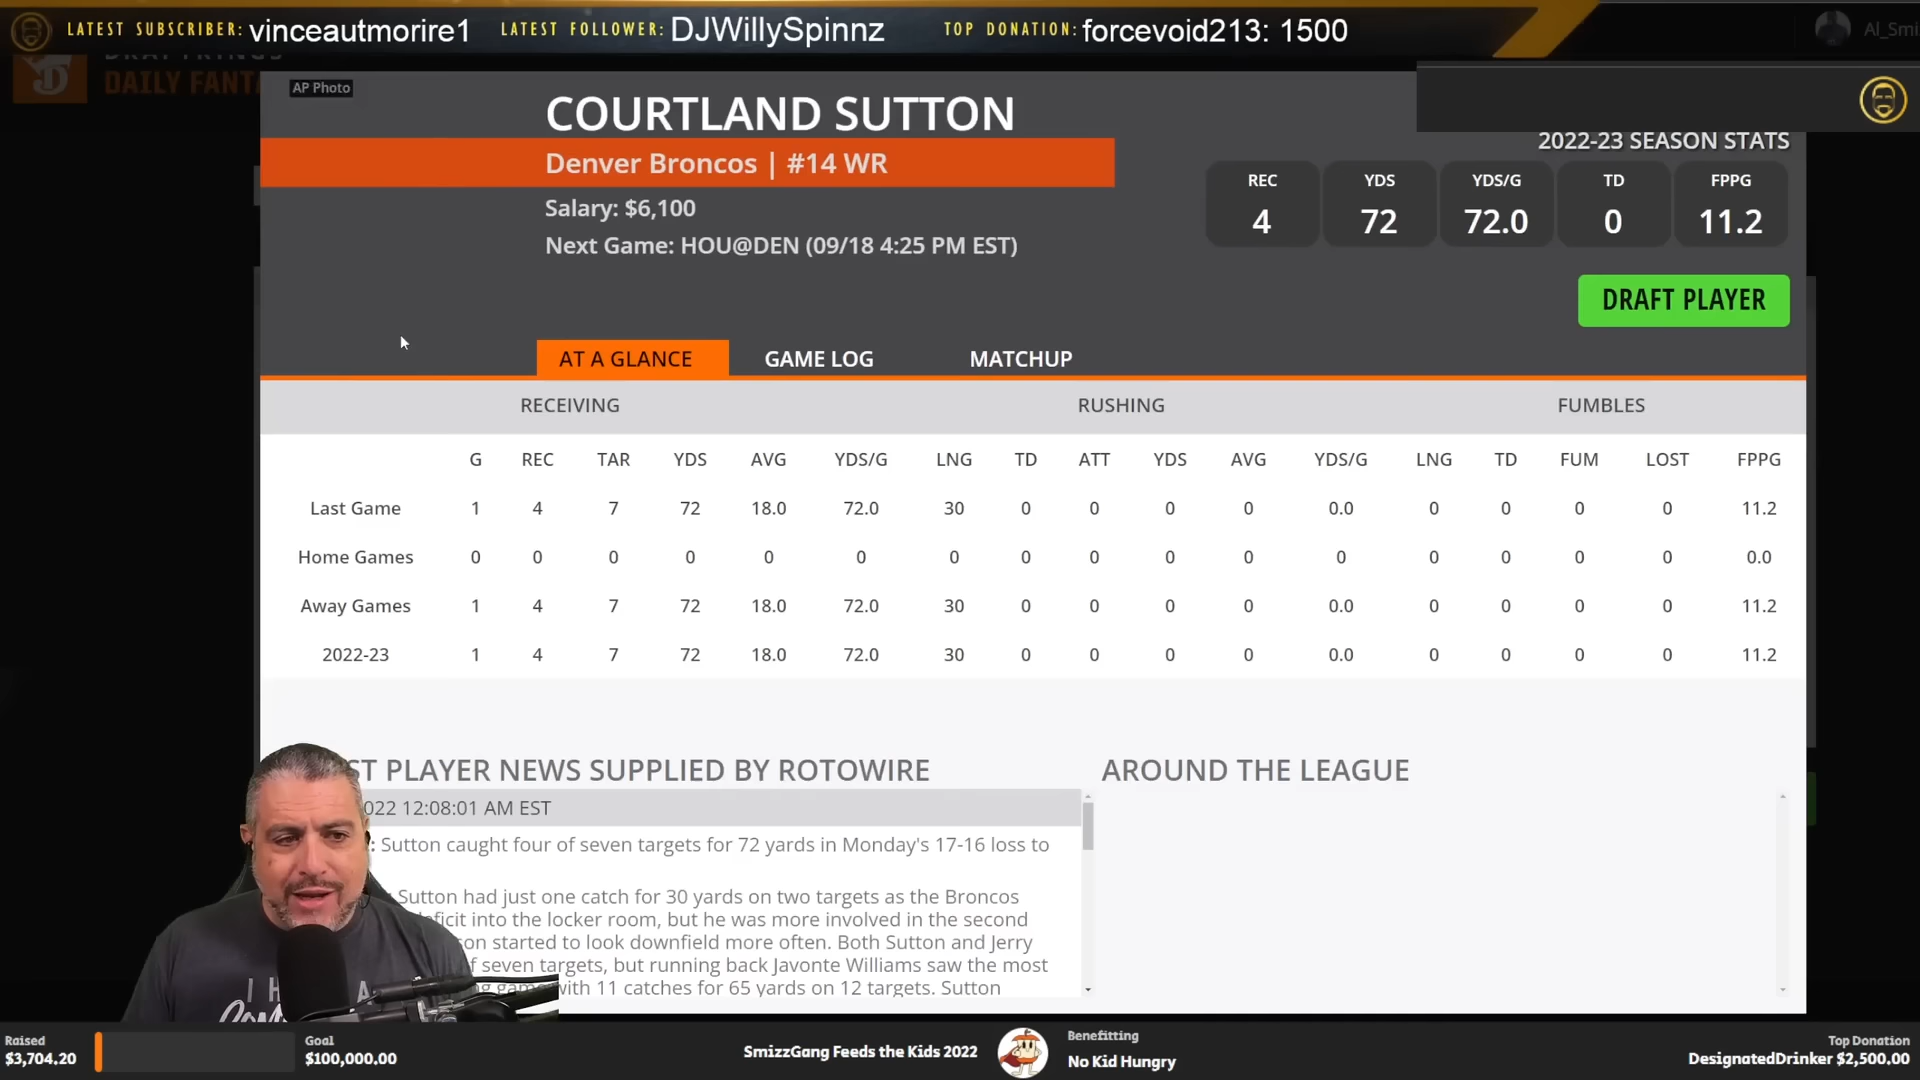 LATEST SUBSCRIBER: vinceautmorire1 LATEST FOLLOWER: DJWillySpinnz TOP DONATION: forcevoid213: 1500
Al_Smi
DAILY FANTA
AP Photo
COURTLAND SUTTON
Denver Broncos | #14 WR
Salary: $6,100
Next Game: HOU@DEN (09/18 4:25 PM EST)
2022-23 SEASON STATS
REC YDS YDS/G TD FPPG
4 72 72.0 0 11.2
DRAFT PLAYER
AT A GLANCE GAME LOG MATCHUP
RECEIVING RUSHING FUMBLES
G REC TAR YDS AVG YDS/G LNG TD ATT YDS AVG YDS/G LNG TD FUM LOST FPPG
Last Game 1 4 7 72 18.0 72.0 30 0 0 0 0 0.0 0 0 0 0 11.2
Home Games 0 0 0 0 0 0 0 0 0 0 0 0 0 0 0 0 0.0
Away Games 1 4 7 72 18.0 72.0 30 0 0 0 0 0.0 0 0 0 0 11.2
2022-23 1 4 7 72 18.0 72.0 30 0 0 0 0 0.0 0 0 0 0 11.2
ST PLAYER NEWS SUPPLIED BY ROTOWIRE
AROUND THE LEAGUE
022 12:08:01 AM EST
: Sutton caught four of seven targets for 72 yards in Monday's 17-16 loss to
Sutton had just one catch for 30 yards on two targets as the Broncos
deficit into the locker room, but he was more involved in the second
son started to look downfield more often. Both Sutton and Jerry
f seven targets, but running back Javonte Williams saw the most
game with 11 catches for 65 yards on 12 targets. Sutton
Raised
$3,704.20
Goal
$100,000.00
SmizzGang Feeds the Kids 2022
Benefitting
No Kid Hungry
Top Donation
DesignatedDrinker $2,500.00